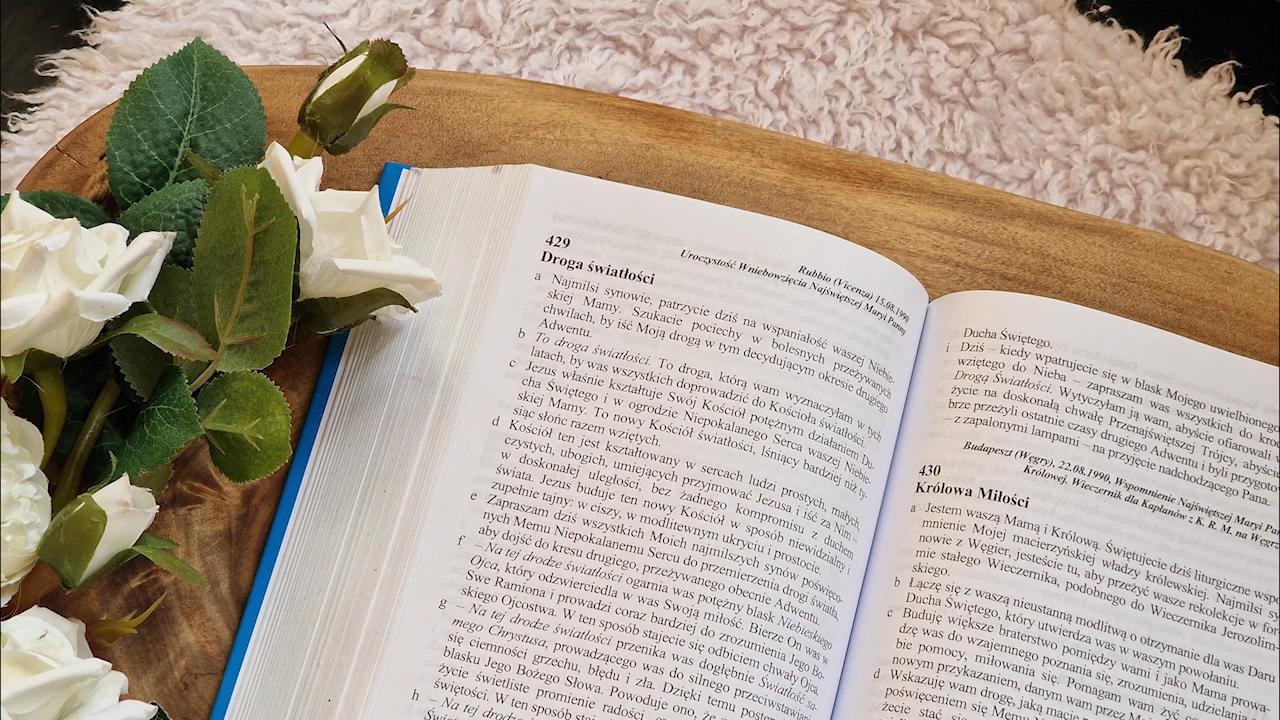 429
Rubbio (Vicenza) 15.08.1990
Uroczystość Wniebowzięcia Najświętszej Maryi Panny
Droga światłości
a Najmilsi synowie, patrzycie dziś na wspaniałość waszej Niebie-
skiej Mamy. Szukacie pociechy w bolesnych przeżywanych
chwilach, by iść Moją drogą w tym decydującym okresie drugiego
Adwentu.
b To droga światłości. To droga, którą wam wyznaczyłam w tych
latach, by was wszystkich doprowadzić do Kościoła światłości.
c Jezus właśnie kształtuje Swój Kościół potężnym działaniem Du-
cha Świętego i w ogrodzie Niepokalanego Serca waszej Niebie-
skiej Mamy. To nowy Kościół światłości, lśniący bardziej niż ty-
siąc słońc razem wziętych.
d Kościół ten jest kształtowany w sercach ludzi prostych, małych,
czystych, ubogich, umiejących przyjmować Jezusa i iść za Nim –
w doskonałej uległości, bez żadnego kompromisu z duchem
świata. Jezus buduje ten nowy Kościół w sposób niewidzialny i
zupełnie tajny: w ciszy, w modlitewnym ukryciu i prostocie.
e Zapraszam dziś wszystkich Moich najmilszych synów poświęco-
nych Memu Niepokalanemu Sercu do przemierzenia drogi światła,
aby dojść do kresu drugiego, przeżywanego obecnie Adwentu.
f – Na tej drodze światłości ogarnia was potężny blask Niebieskiego
Ojca, który odzwierciedla w was Swoją miłość. Bierze On was w
Swe Ramiona i prowadzi coraz bardziej do zrozumienia Jego Bo-
skiego Ojcostwa. W ten sposób stajecie się odbiciem chwały Ojca.
g – Na tej drodze światłości przenika was dogłębnie Światłość sa-
mego Chrystusa, prowadzącego was do silnego przeciwstawiania
się ciemności grzechu, błędu i zła. Dzięki temu
blasku Jego Bożego Słowa. Powoduje ono, że
życie świetliste promienie radości
świętości. W ten sposób
h – Na tej drodze
Ducha Świętego.
i Dziś – kiedy wpatrujecie się w blask Mojego uwielbionego
wziętego do Nieba – zapraszam was wszystkich do
Drogą Światłości. Wytyczyłam ją wam, abyście ofiarowali
życie na doskonałą chwałę Przenajświętszej Trójcy, abyście
brze przeżyli ostatnie czasy drugiego Adwentu i byli
– z zapalonymi lampami – na przyjęcie nadchodzącego Pana.
Budapeszt (Węgry), 22.08.1990, Wspomnienie Najświętszej Maryi
Królowej. Wieczernik dla Kapłanów z K. R. M. na
430
Królowa Miłości
a Jestem waszą Mamą i Królową. Świętujecie dziś liturgiczne
mnienie Mojej macierzyńskiej władzy królewskiej. Najmilsi
nowie z Węgier, jesteście tu, aby przeżyć wasze rekolekcje w
mie stałego Wieczernika, podobnego do Wieczernika
skiego.
b Łączę się z waszą nieustanną modlitwą o otrzymanie dla was Daru
Ducha Świętego, który utwierdza was w waszym powołaniu.
c Buduję większe braterstwo pomiędzy wami i jako Mama
dzę was do wzajemnego poznania się, zrozumienia,
bie pomocy, miłowania się. Pomagam wam żyć
nowym przykazaniem, danym wam przez
d Wskazuję wam drogę, jaką macie
poświęceniem się Memu